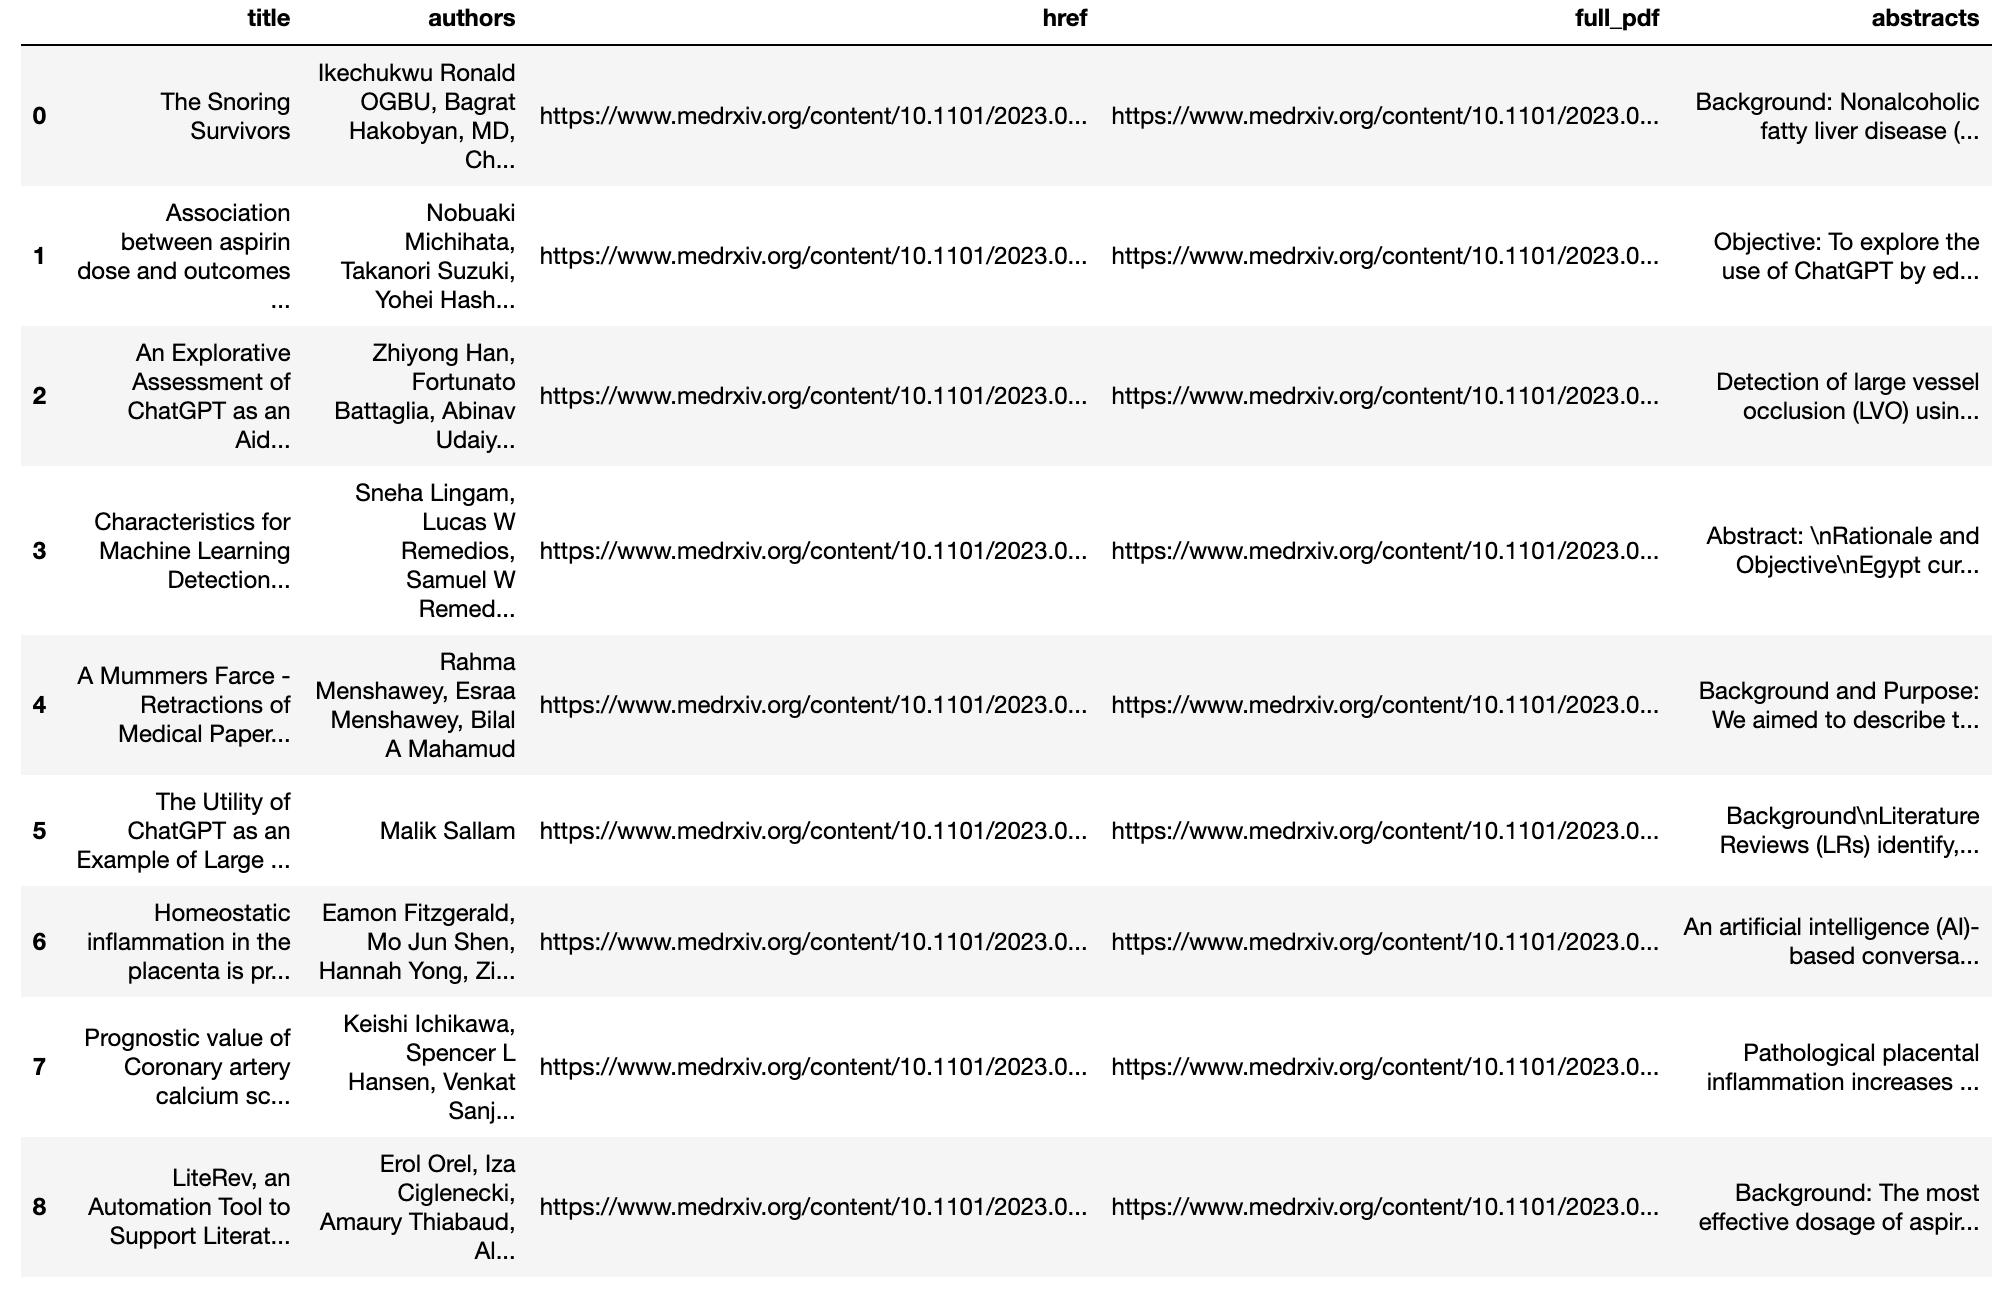 title authors href full_pdf abstracts
0 The Snoring Survivors Ikechukwu Ronald OGBU, Bagrat Hakobyan, MD, Ch... https://www.medrxiv.org/content/10.1101/2023.0... https://www.medrxiv.org/content/10.1101/2023.0... Background: Nonalcoholic fatty liver disease (...
1 Association between aspirin dose and outcomes ... Nobuaki Michihata, Takanori Suzuki, Yohei Hash... https://www.medrxiv.org/content/10.1101/2023.0... https://www.medrxiv.org/content/10.1101/2023.0... Objective: To explore the use of ChatGPT by ed...
2 An Explorative Assessment of ChatGPT as an Aid... Zhiyong Han, Fortunato Battaglia, Abinav Udaiy... https://www.medrxiv.org/content/10.1101/2023.0... https://www.medrxiv.org/content/10.1101/2023.0... Detection of large vessel occlusion (LVO) usin...
3 Characteristics for Machine Learning Detection... Sneha Lingam, Lucas W Remedios, Samuel W Remed... https://www.medrxiv.org/content/10.1101/2023.0... https://www.medrxiv.org/content/10.1101/2023.0... Abstract: \nRationale and Objective\nEgypt cur...
4 A Mummers Farce - Retractions of Medical Paper... Rahma Menshawey, Esraa Menshawey, Bilal A Mahamud https://www.medrxiv.org/content/10.1101/2023.0... https://www.medrxiv.org/content/10.1101/2023.0... Background and Purpose: We aimed to describe t...
5 The Utility of ChatGPT as an Example of Large ... Malik Sallam https://www.medrxiv.org/content/10.1101/2023.0... https://www.medrxiv.org/content/10.1101/2023.0... Background\nLiterature Reviews (LRs) identify,...
6 Homeostatic inflammation in the placenta is pr... Eamon Fitzgerald, Mo Jun Shen, Hannah Yong, Zi... https://www.medrxiv.org/content/10.1101/2023.0... https://www.medrxiv.org/content/10.1101/2023.0... An artificial intelligence (AI)-based conversa...
7 Prognostic value of Coronary artery calcium sc... Keishi Ichikawa, Spencer L Hansen, Venkat Sanj... https://www.medrxiv.org/content/10.1101/2023.0... https://www.medrxiv.org/content/10.1101/2023.0... Pathological placental inflammation increases ...
8 LiteRev, an Automation Tool to Support Literat... Erol Orel, Iza Ciglenecki, Amaury Thiabaud, Al... https://www.medrxiv.org/content/10.1101/2023.0... https://www.medrxiv.org/content/10.1101/2023.0... Background: The most effective dosage of aspir...